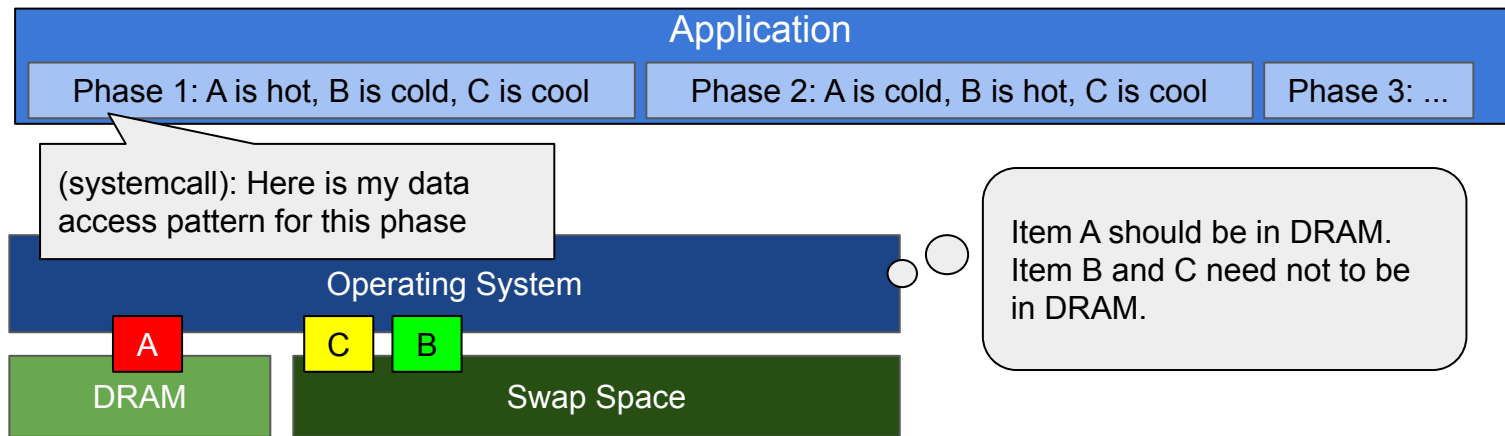 Application
Phase 1: A is hot, B is cold, C is cool
Phase 2: A is cold, B is hot, C is cool
Phase 3: ...
(systemcall): Here is my data
access pattern for this phase
Item A should be in DRAM.
Item B and C need not to be
in DRAM.
Operating System
A
C
B
DRAM
Swap Space